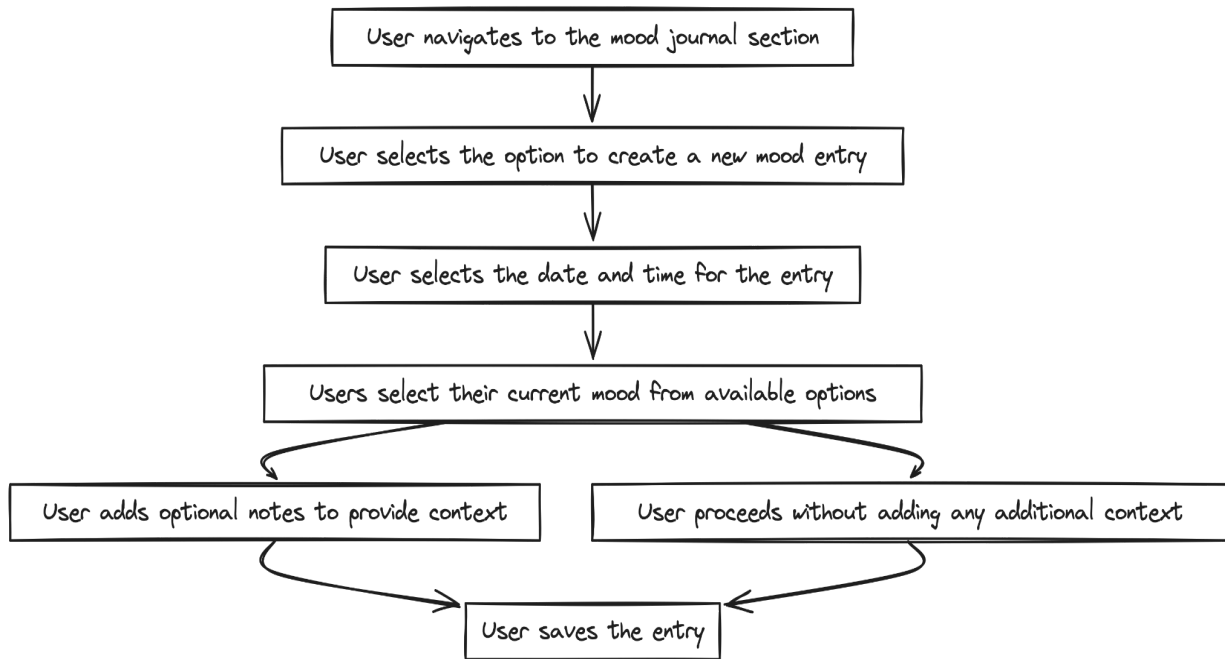 User navigates to the mood journal section
User selects the option to create a new mood entry
User selects the date and time for the entry
Users select their current mood from available options
User adds optional notes to provide context
User proceeds without adding any additional context
User saves the entry